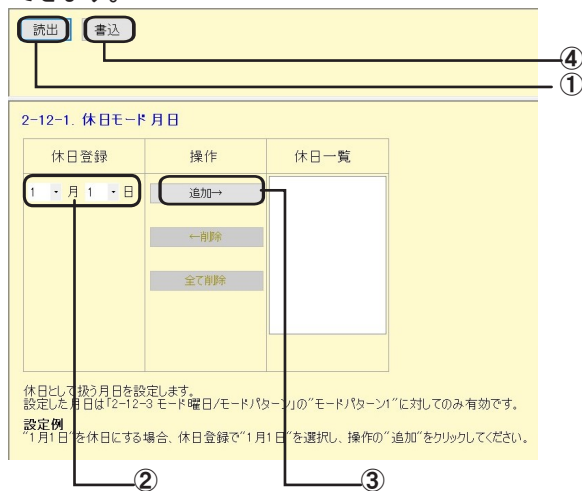 できます。
読出 書込
④
①
2-12-1. 休日モード月日
休日登録 操作 休日一覧
1 月 1 日 追加→
←削除
全て削除
休日として扱う月日を設定します。
設定した月日は「2-12-3 モード曜日/モードパターン」の"モードパターン1"に対してのみ有効です。
設定例
"1月1日"を休日にする場合、休日登録で"1月1日"を選択し、操作の"追加"をクリックしてください。
② ③